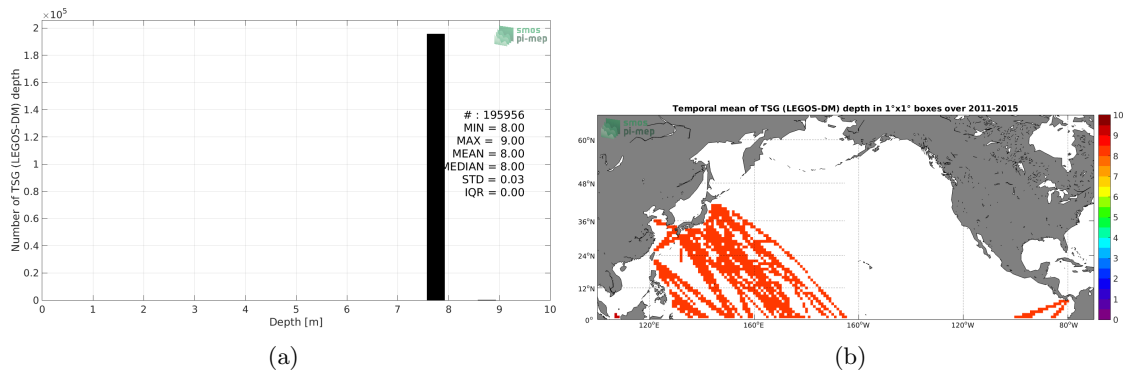 ×10⁵
2
1.8
1.6
1.4
1.2
1
0.8
0.6
0.4
0.2
0
Number of TSG (LEGOS-DM) depth
smos
pi-mep
# : 195956
MIN = 8.00
MAX = 9.00
MEAN = 8.00
MEDIAN = 8.00
STD = 0.03
IQR = 0.00
0 1 2 3 4 5 6 7 8 9 10
Depth [m]
(a)
Temporal mean of TSG (LEGOS-DM) depth in 1°x1° boxes over 2011-2015
smos
pi-mep
60°N
48°N
36°N
24°N
12°N
0°
120°E 160°E 160°W 120°W 80°W
10
9
8
7
6
5
4
3
2
1
0
(b)